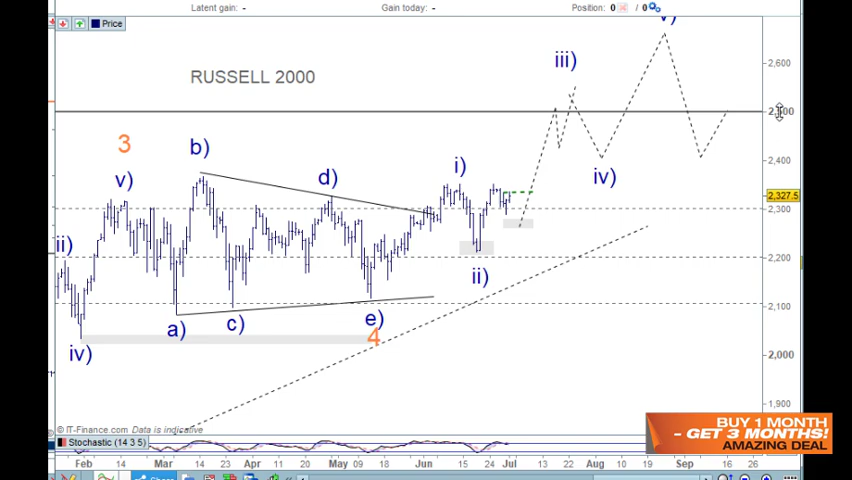 Latent gain: -
Gain today: -
Position: 0 / 0
Price
RUSSELL 2000
2,600
2,500
2,400
2,327.5
2,300
2,200
2,100
2,000
1,900
v)
iii)
3
b)
v)
d)
i)
iv)
ii)
ii)
a)
c)
e)
4
iv)
© IT-Finance.com Data is indicative
Stochastic (14 3 5)
BUY 1 MONTH
- GET 3 MONTHS!
AMAZING DEAL
Feb 14 Mar 14 23 Apr 11 20 May 09 18 Jun 15 24 Jul 13 22 Aug 10 19 Sep 16 26
Share